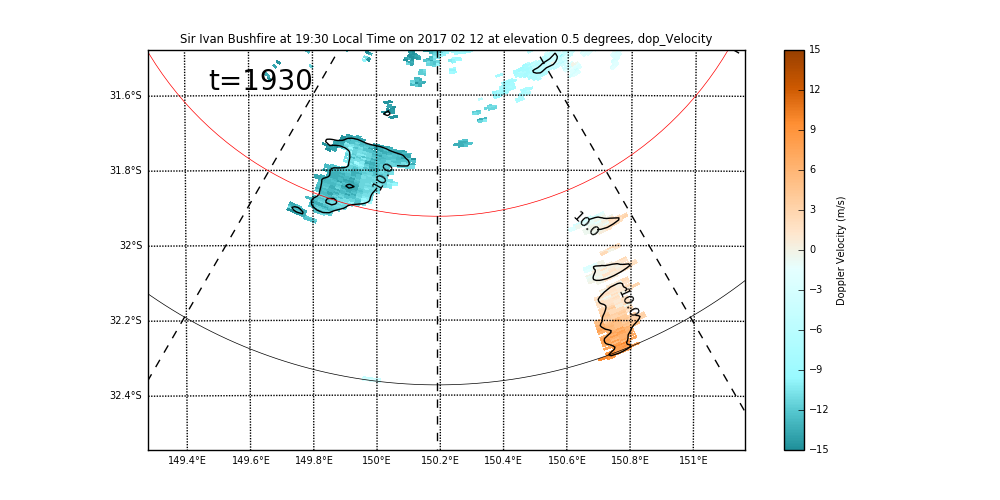 Sir Ivan Bushfire at 19:30 Local Time on 2017 02 12 at elevation 0.5 degrees, dop_Velocity
t=1930
31.6°S
31.8°S
32°S
32.2°S
32.4°S
10.0
10.0
10.0
149.4°E 149.6°E 149.8°E 150°E 150.2°E 150.4°E 150.6°E 150.8°E 151°E
15
12
9
6
3
0
−3
−6
−9
−12
−15
Doppler Velocity (m/s)